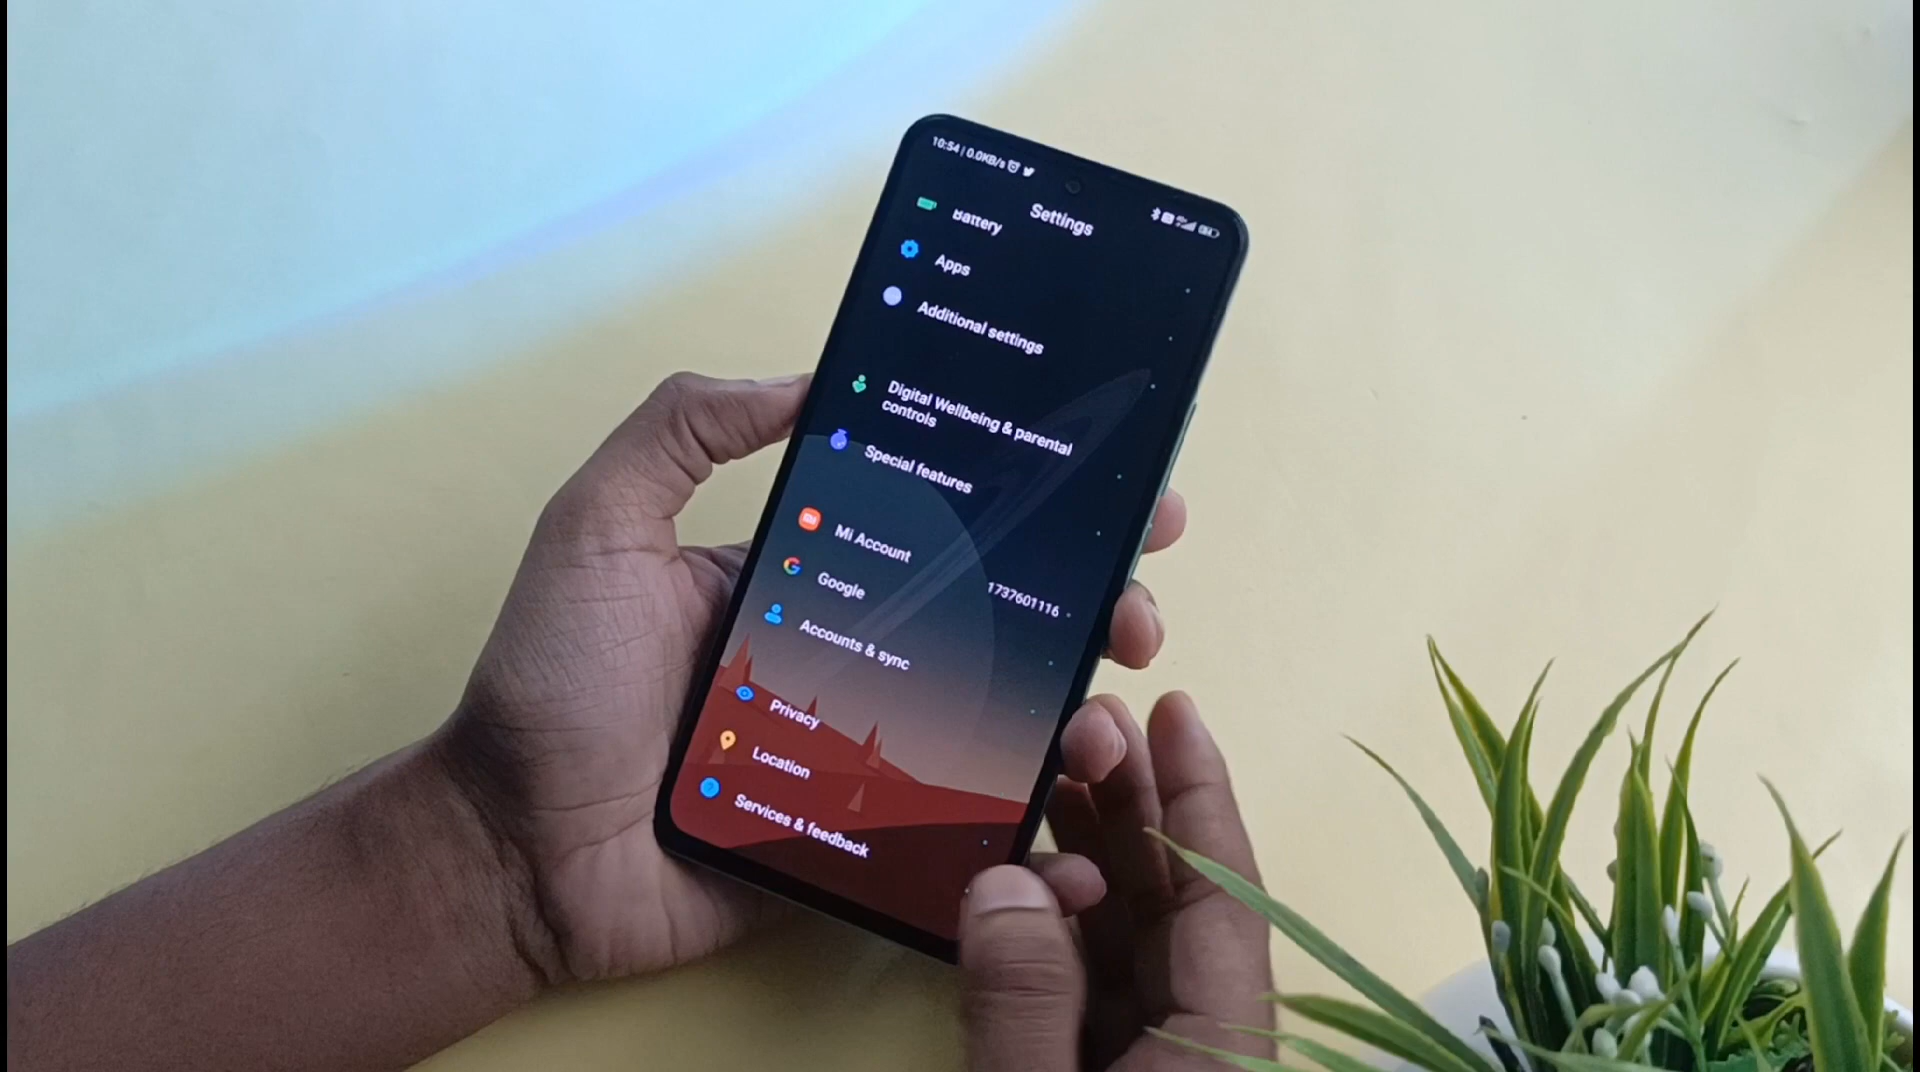 10:54 | 0.0KB/s
Settings
Battery
Apps
Additional settings
Digital Wellbeing & parental
controls
Special features
Mi Account
1737601116
Google
Accounts & sync
Privacy
Location
Services & feedback